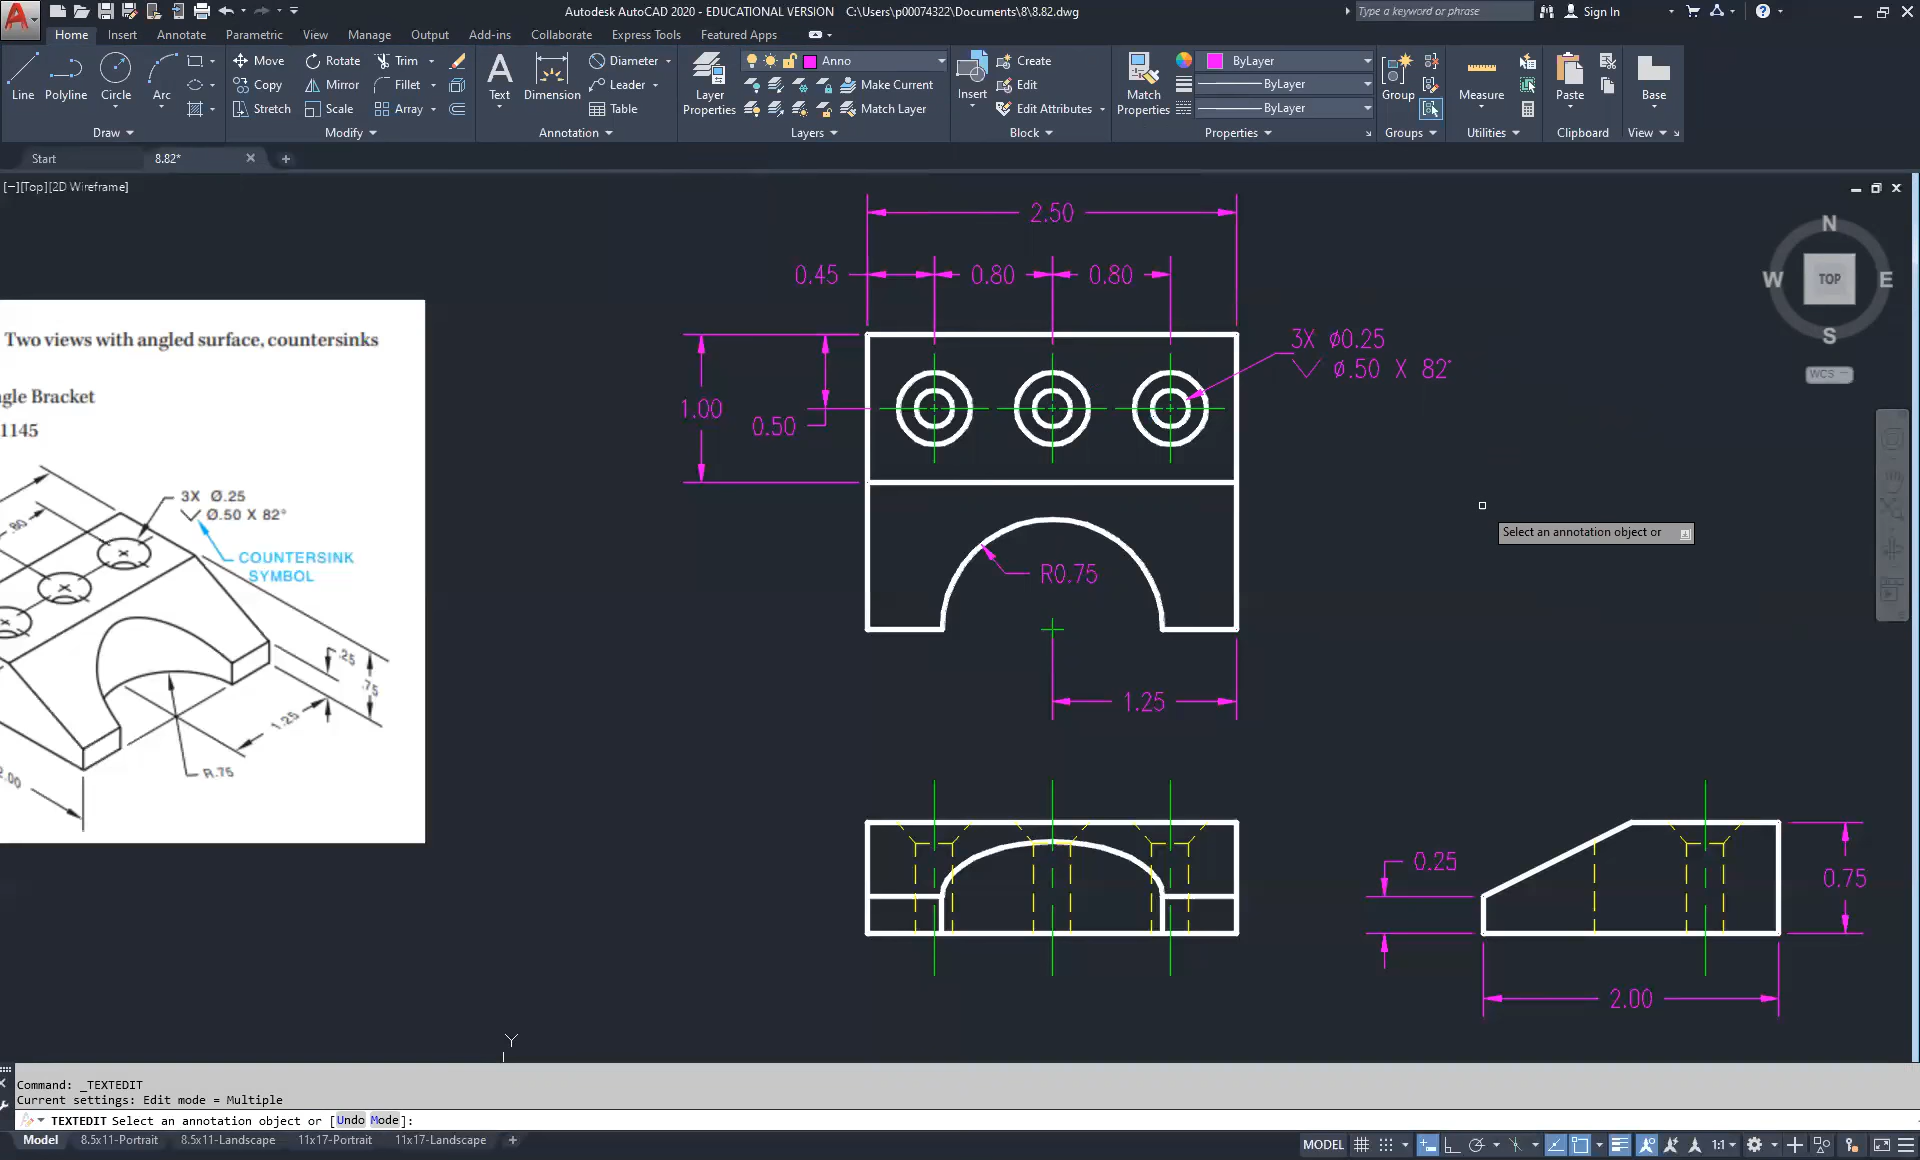 Autodesk AutoCAD 2020 - EDUCATIONAL VERSION C:\Users\p00074322\Documents\8\8.82.dwg
Type a keyword or phrase
Sign In
Home Insert Annotate Parametric View Manage Output Add-ins Collaborate Express Tools Featured Apps
Line
Polyline
Circle
Arc
Draw
Move
Rotate
Trim
Copy
Mirror
Fillet
Stretch
Scale
Array
Modify
Text
Dimension
Diameter
Leader
Table
Annotation
Layer
Properties
Anno
Make Current
Match Layer
Layers
Insert
Create
Edit
Edit Attributes
Block
Match
Properties
ByLayer
ByLayer
ByLayer
Properties
Group
Groups
Measure
Utilities
Paste
Clipboard
Base
View
Start
8.82*
[−][Top][2D Wireframe]
N
W
TOP
E
S
WCS
Two views with angled surface, countersinks
gle Bracket
1145
3X Ø.25
Ø.50 X 82°
COUNTERSINK
SYMBOL
.80
.25
.75
1.25
R.75
2.00
2.50
0.45
0.80
0.80
3X Ø0.25
Ø.50 X 82°
1.00
0.50
R0.75
1.25
0.25
0.75
2.00
Select an annotation object or
Y
Command: _TEXTEDIT
Current settings: Edit mode = Multiple
TEXTEDIT Select an annotation object or [Undo Mode]:
Model 8.5x11-Portrait 8.5x11-Landscape 11x17-Portrait 11x17-Landscape
MODEL
1:1